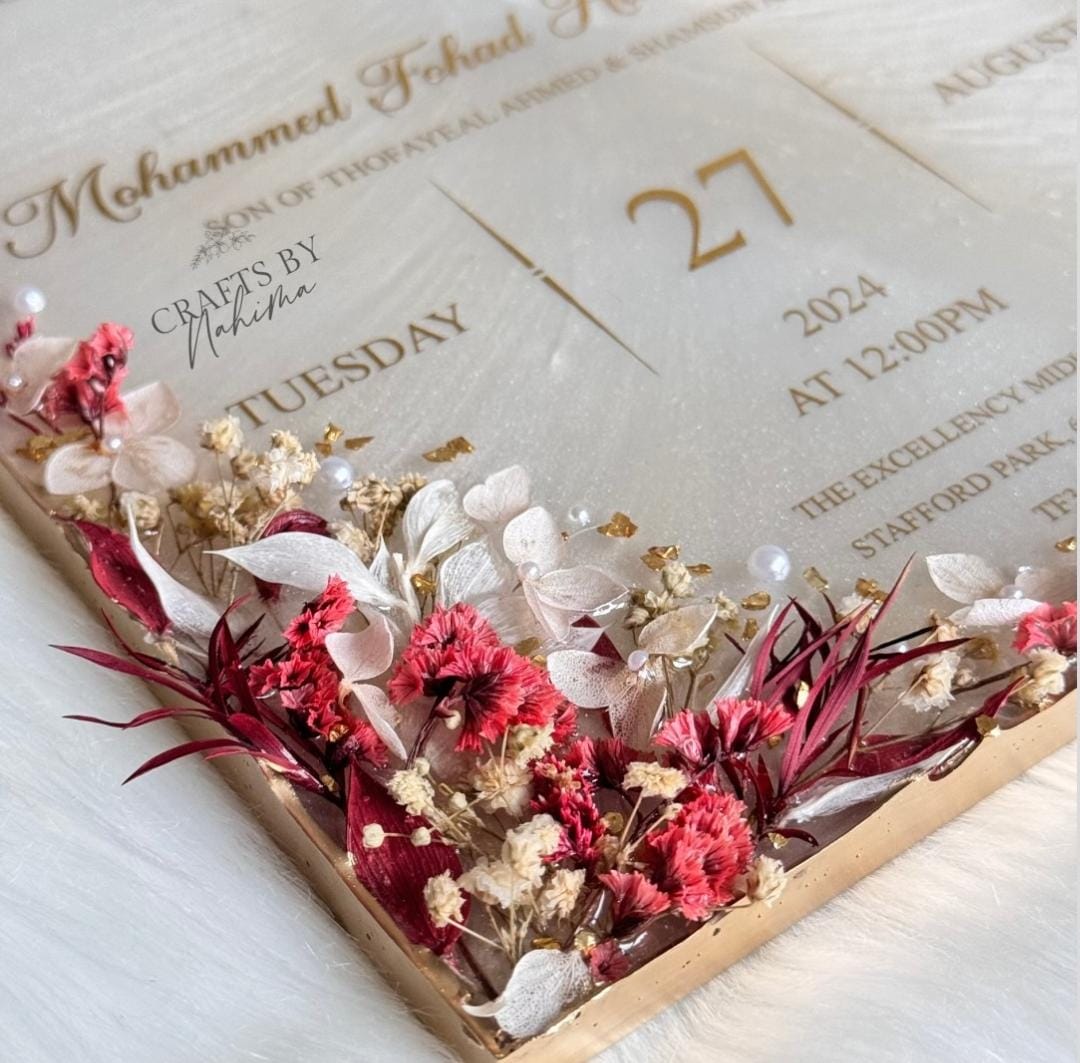 Mohammed Fohad
SON OF THOFAYEAL AHMED & SHAMSUN
TUESDAY
27
AUGUST
2024
AT 12:00PM
THE EXCELLENCY
STAFFORD PARK,
CRAFTS BY
Nahima